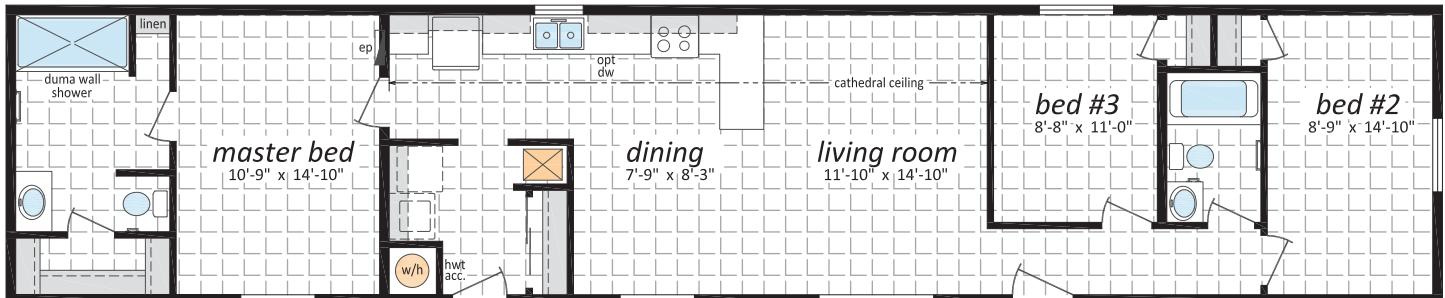 linen
duma wall
shower
master bed
10'-9" x 14'-10"
ep
opt
dw
cathedral ceiling
dining
7'-9" x 8'-3"
living room
11'-10" x 14'-10"
w/h
hwt
acc.
bed #3
8'-8" x 11'-0"
bed #2
8'-9" x 14'-10"